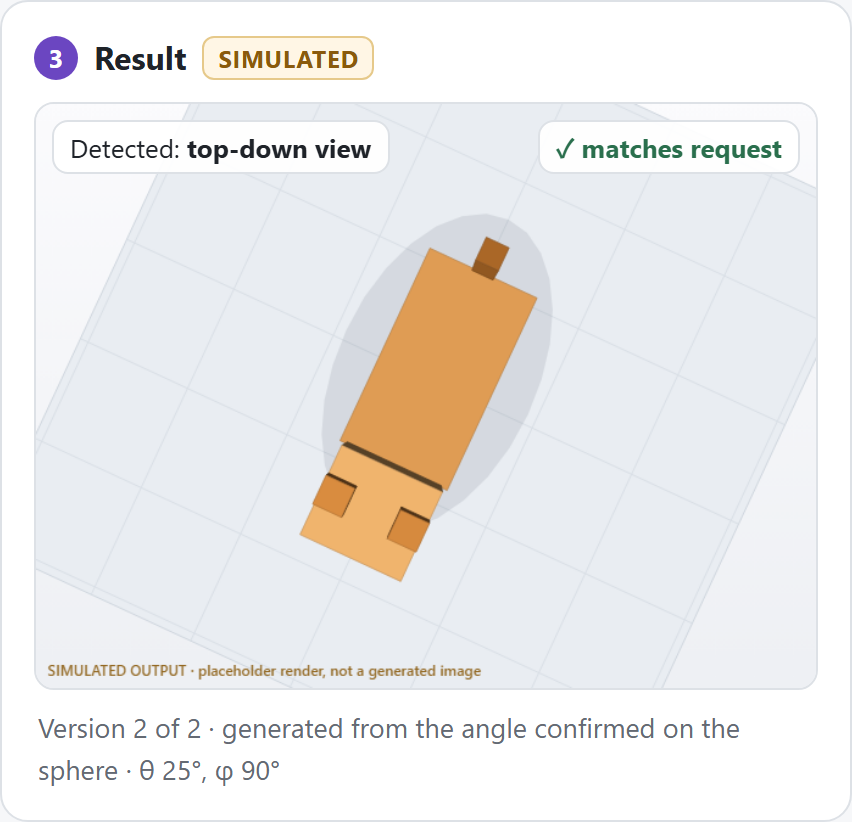 3 Result SIMULATED
Detected: top-down view
✓ matches request
SIMULATED OUTPUT · placeholder render, not a generated image
Version 2 of 2 · generated from the angle confirmed on the
sphere · θ 25°, φ 90°